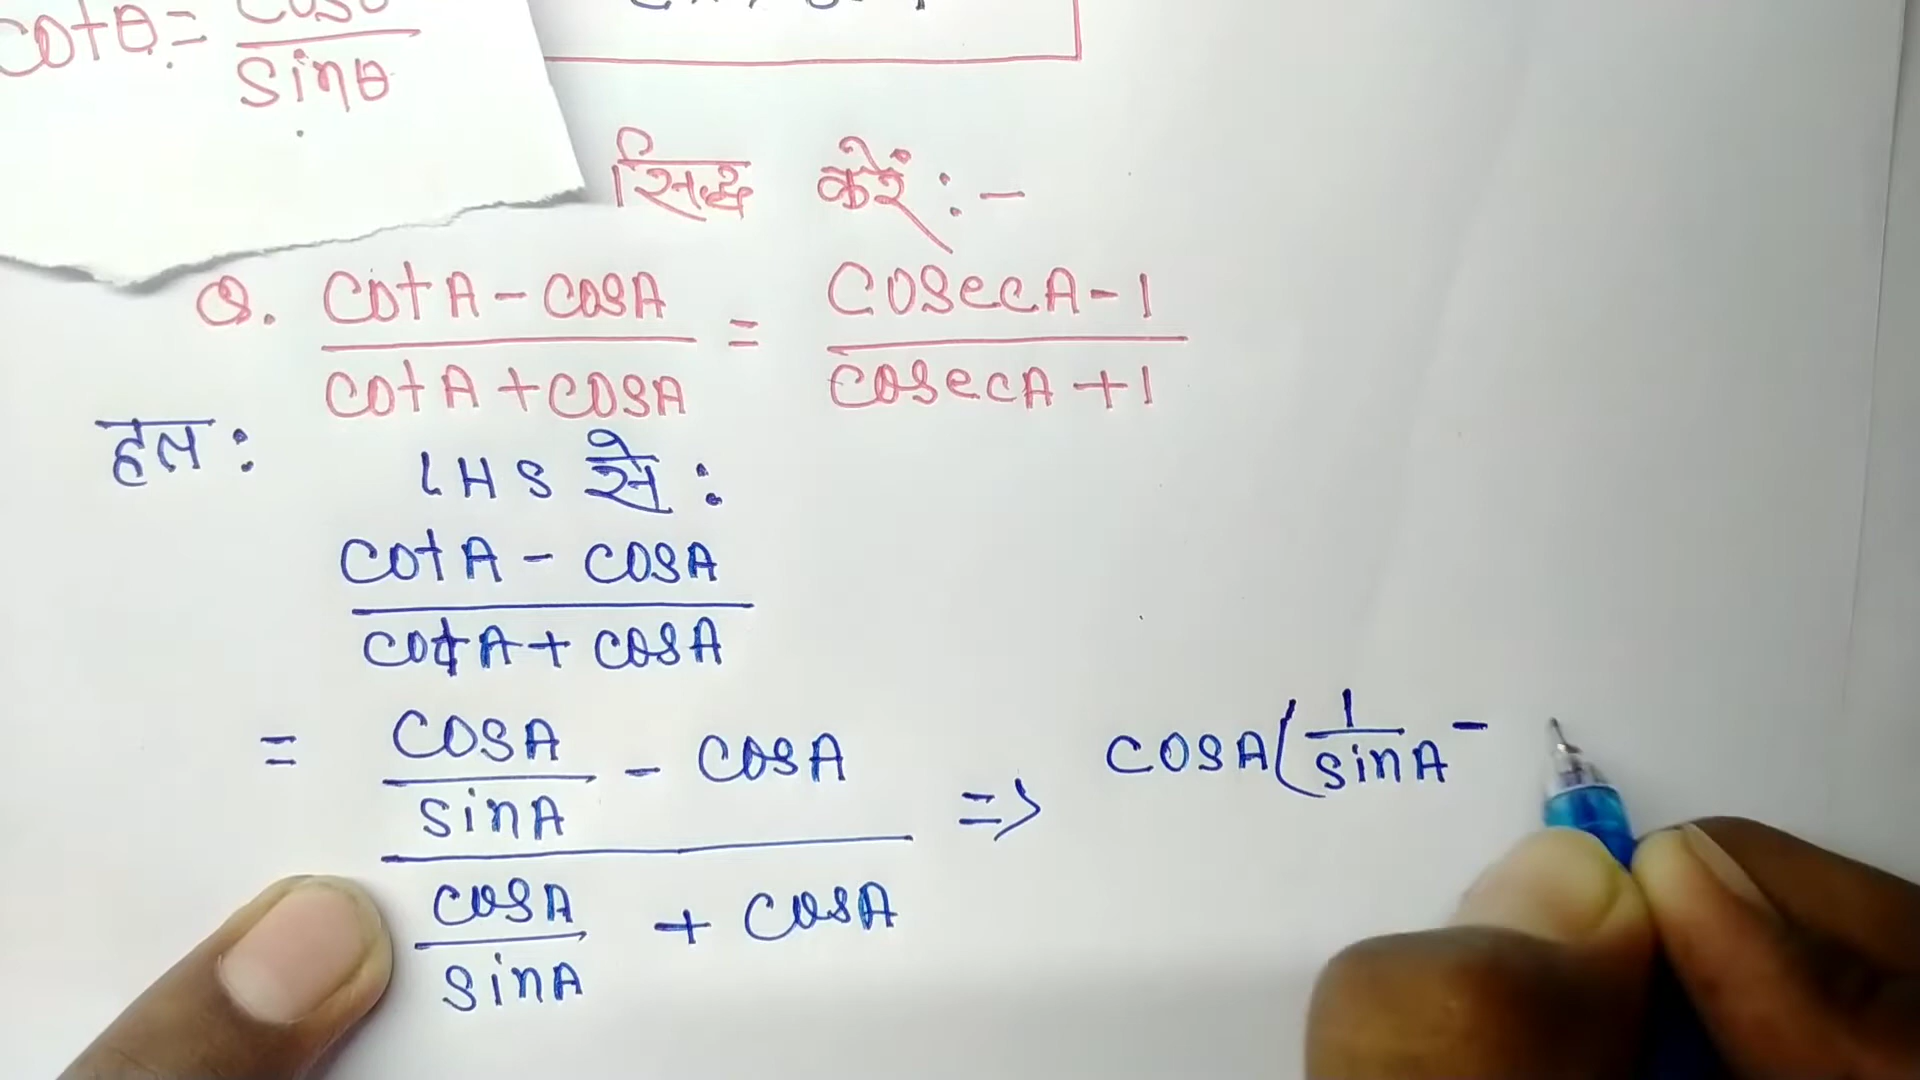 cotθ = cosθ / sinθ
सिद्ध करें :-
Q. cotA - cosA / cotA + cosA = cosecA - 1 / cosecA + 1
हल :
LHS से :
cotA - cosA
cotA + cosA
= cosA / sinA - cosA => cosA ( 1 / sinA -
cosA / sinA + cosA